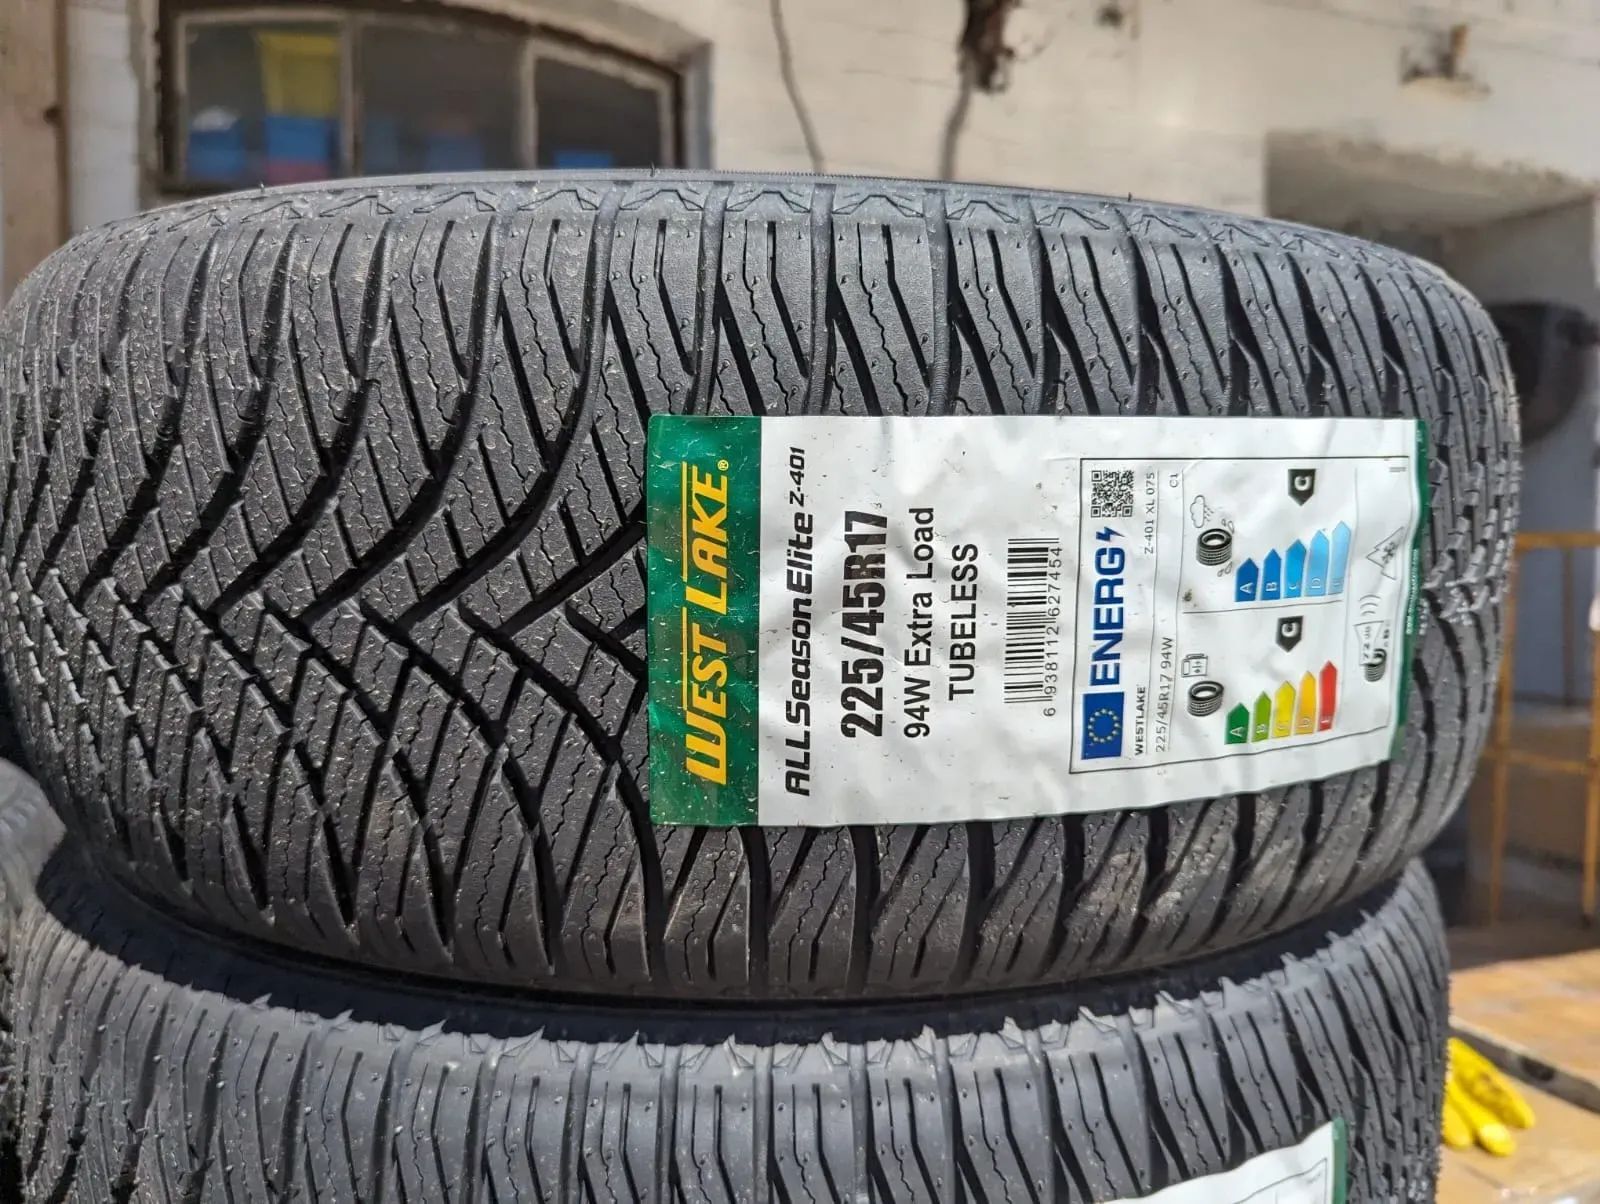 WEST LAKE®
ALL Season Elite Z-401
225/45R17
94W Extra Load
TUBELESS
6 938112 627454
ENERG
WESTLAKE
225/45R17 94W
Z-401 XL 075
C1
C
A
B
C
D
E
C
A
B
C
D
E
72 dB